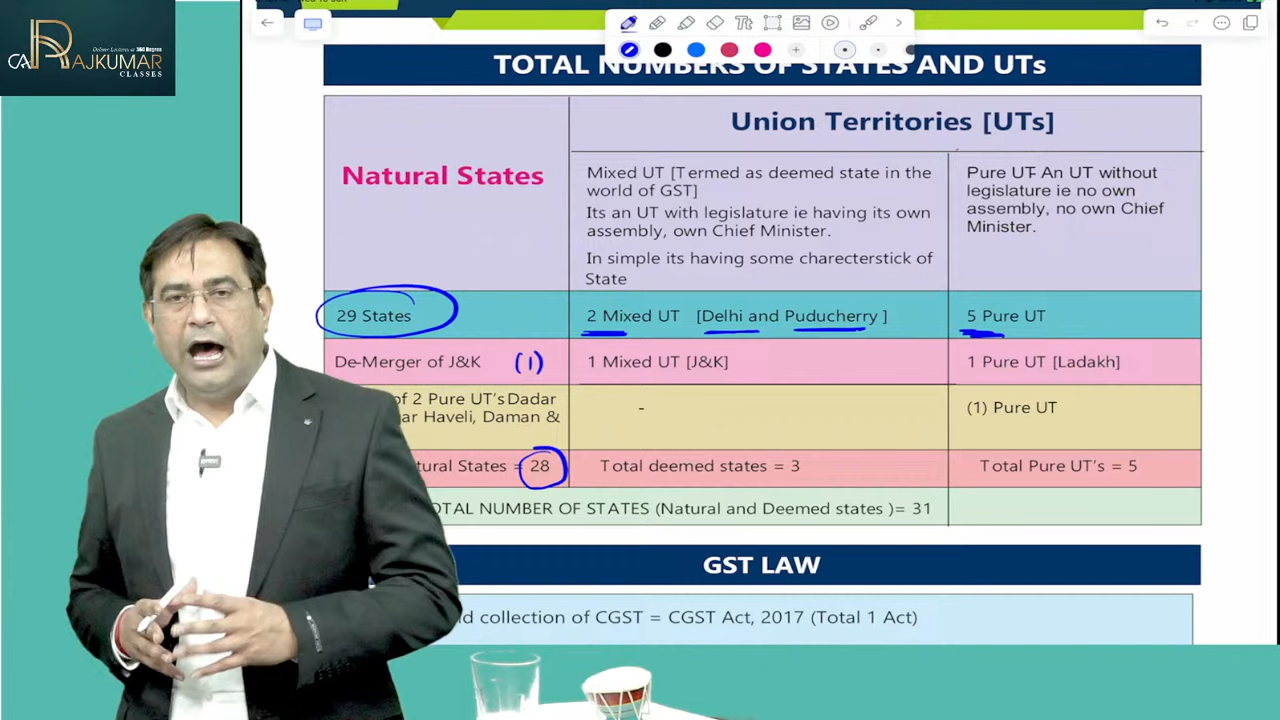 Deliver Lectures at 360 Degree
CA RAJKUMAR
CLASSES
TOTAL NUMBERS OF STATES AND UTs
Natural States
Union Territories [UTs]
Mixed UT [Termed as deemed state in the
world of GST]
Its an UT with legislature ie having its own
assembly, own Chief Minister.
In simple its having some charecterstick of
State
Pure UT- An UT without
legislature ie no own
assembly, no own Chief
Minister.
29 States
2 Mixed UT [Delhi and Puducherry ]
5 Pure UT
De-Merger of J&K (1)
1 Mixed UT [J&K]
1 Pure UT [Ladakh]
of 2 Pure UT's Dadar
ar Haveli, Daman &
-
(1) Pure UT
tural States = 28
Total deemed states = 3
Total Pure UT's = 5
OTAL NUMBER OF STATES (Natural and Deemed states )= 31
GST LAW
d collection of CGST = CGST Act, 2017 (Total 1 Act)